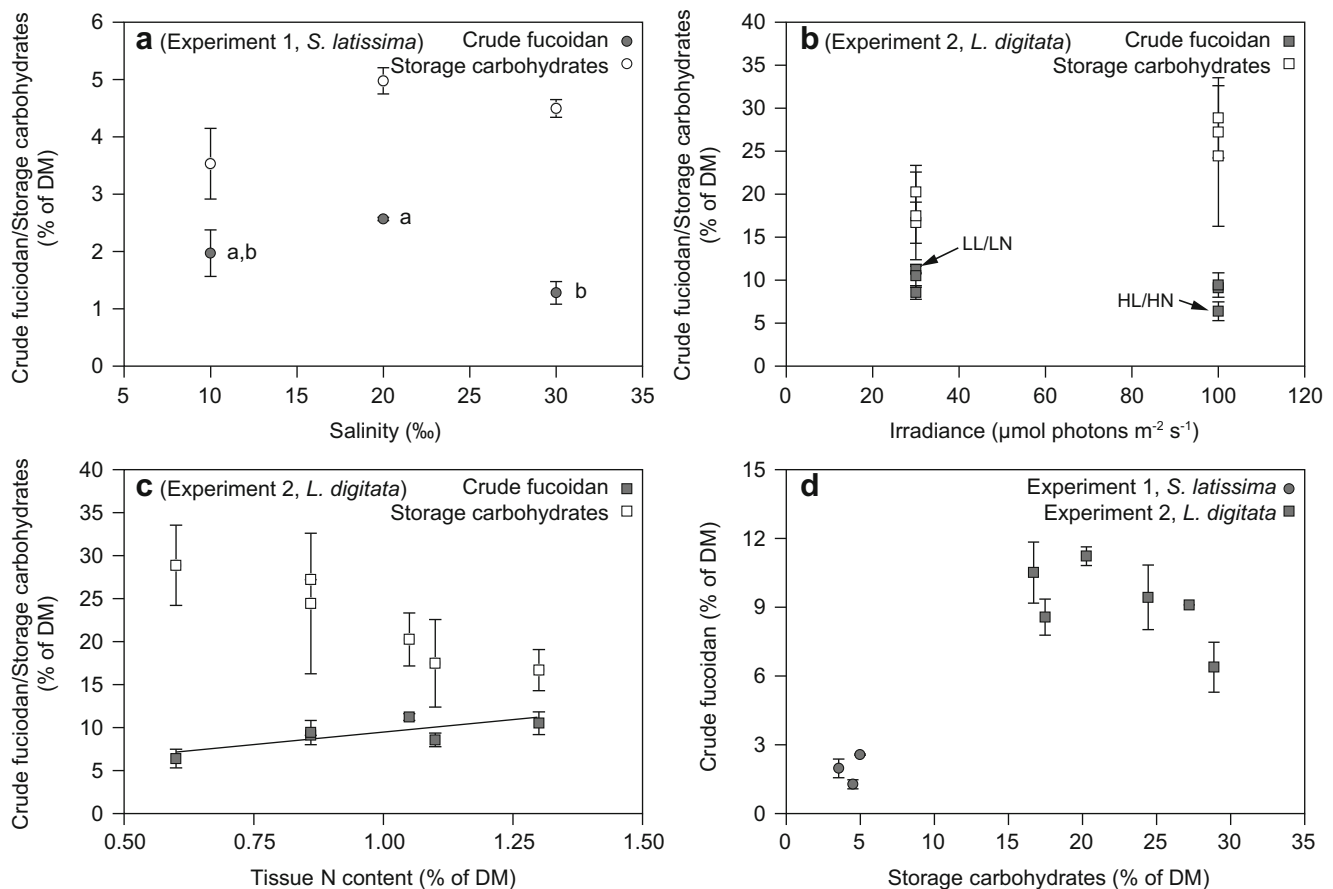 a (Experiment 1, S. latissima)
Crude fucoidan
Storage carbohydrates
Crude fuciodan/Storage carbohydrates
(% of DM)
6
5
4
3
2
1
0
a,b
a
b
5 10 15 20 25 30 35
Salinity (‰)
b (Experiment 2, L. digitata)
Crude fucoidan
Storage carbohydrates
Crude fuciodan/Storage carbohydrates
(% of DM)
40
35
30
25
20
15
10
5
0
LL/LN
HL/HN
0 20 40 60 80 100 120
Irradiance (µmol photons m⁻² s⁻¹)
c (Experiment 2, L. digitata)
Crude fucoidan
Storage carbohydrates
Crude fuciodan/Storage carbohydrates
(% of DM)
40
35
30
25
20
15
10
5
0
0.50 0.75 1.00 1.25 1.50
Tissue N content (% of DM)
d
Experiment 1, S. latissima
Experiment 2, L. digitata
Crude fucoidan (% of DM)
15
12
9
6
3
0
0 5 10 15 20 25 30 35
Storage carbohydrates (% of DM)